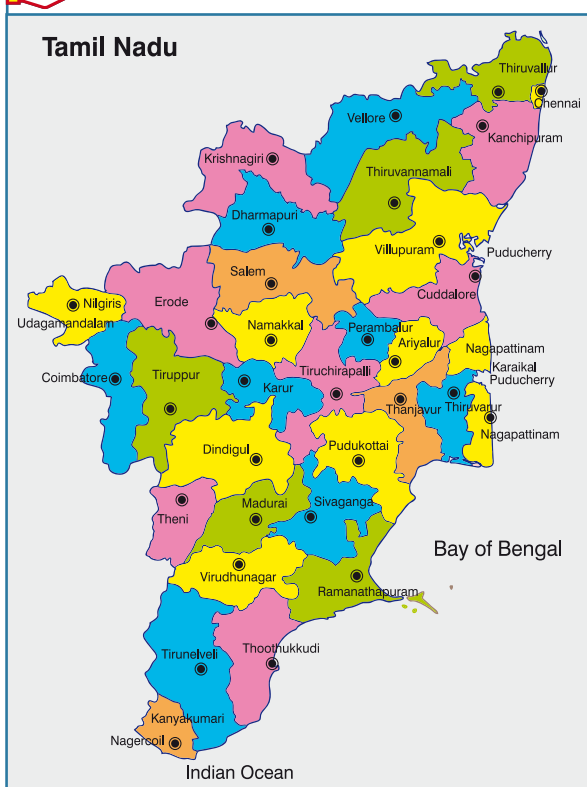 Tamil Nadu
Thiruvallur
Chennai
Vellore
Kanchipuram
Krishnagiri
Thiruvannamali
Dharmapuri
Villupuram
Puducherry
Salem
Cuddalore
Nilgiris
Erode
Udagamandalam
Namakkal
Perambalur
Ariyalur
Nagapattinam
Karaikal
Puducherry
Coimbatore
Tiruppur
Karur
Tiruchirapalli
Thanjavur
Thiruvarur
Nagapattinam
Dindigul
Pudukottai
Theni
Madurai
Sivaganga
Bay of Bengal
Virudhunagar
Ramanathapuram
Tirunelveli
Thoothukkudi
Kanyakumari
Nagercoil
Indian Ocean